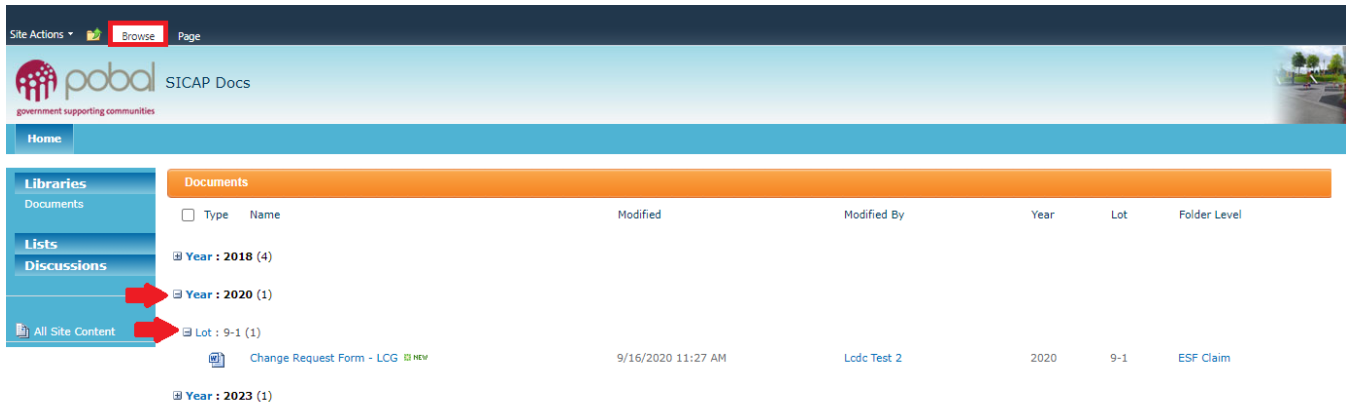 Site Actions Browse Page
pobal SICAP Docs
government supporting communities
Home
Libraries Documents
Documents Type Name Modified Modified By Year Lot Folder Level
Lists
Discussions Year : 2018 (4)
Year : 2020 (1)
All Site Content Lot : 9-1 (1)
Change Request Form - LCG NEW 9/16/2020 11:27 AM Lcdc Test 2 2020 9-1 ESF Claim
Year : 2023 (1)